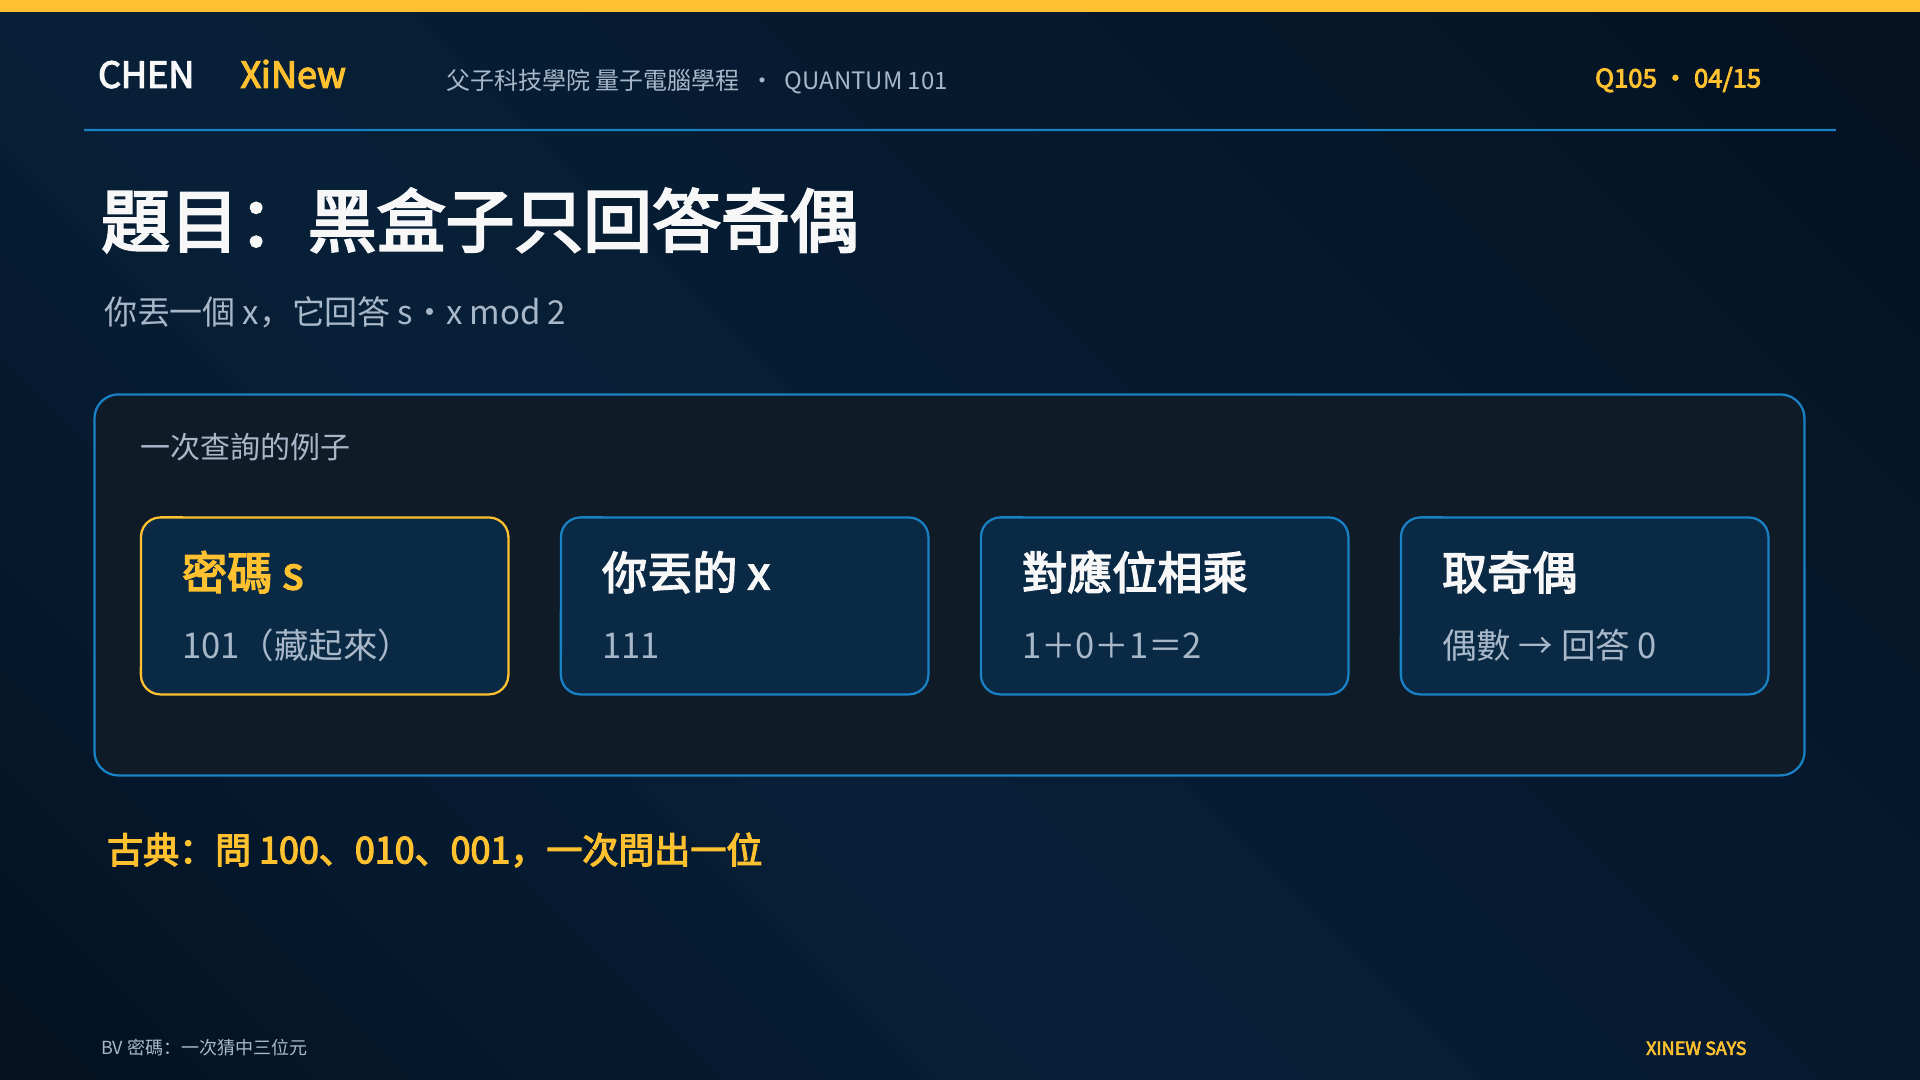 CHEN XiNew 父子科技學院 量子電腦學程 · QUANTUM 101 Q105 · 04/15
題目：黑盒子只回答奇偶
你丟一個 x，它回答 s·x mod 2
一次查詢的例子
密碼 s
101（藏起來）
你丟的 x
111
對應位相乘
1＋0＋1＝2
取奇偶
偶數 → 回答 0
古典：問 100、010、001，一次問出一位
BV 密碼：一次猜中三位元
XINEW SAYS